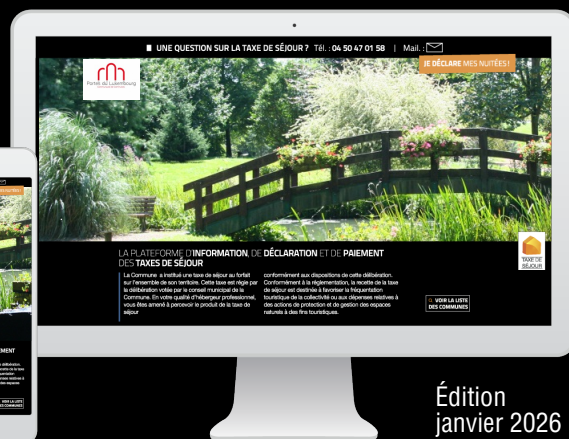 UNE QUESTION SUR LA TAXE DE SÉJOUR ? Tél. : 04 50 47 01 58 | Mail. :
JE DÉCLARE MES NUITÉES !
Portes du Luxembourg
LA PLATEFORME D'INFORMATION, DE DÉCLARATION ET DE PAIEMENT
DES TAXES DE SÉJOUR
La Commune a institué une taxe de séjour au forfait
sur l'ensemble de son territoire. Cette taxe est régie par
la délibération votée par le conseil municipal de la
Commune. En votre qualité d'hébergeur professionnel,
vous êtes amené à percevoir le produit de la taxe de
séjour
conformément aux dispositions de cette délibération.
Conformément à la réglementation, la recette de la taxe
de séjour est destinée à favoriser la fréquentation
touristique de la collectivité ou aux dépenses relatives à
des actions de protection et de gestion des espaces
naturels à des fins touristiques.
TAXE DE
SÉJOUR
VOIR LA LISTE
DES COMMUNES
EMENT
VOIR LA LISTE
DES COMMUNES
Édition
janvier 2026